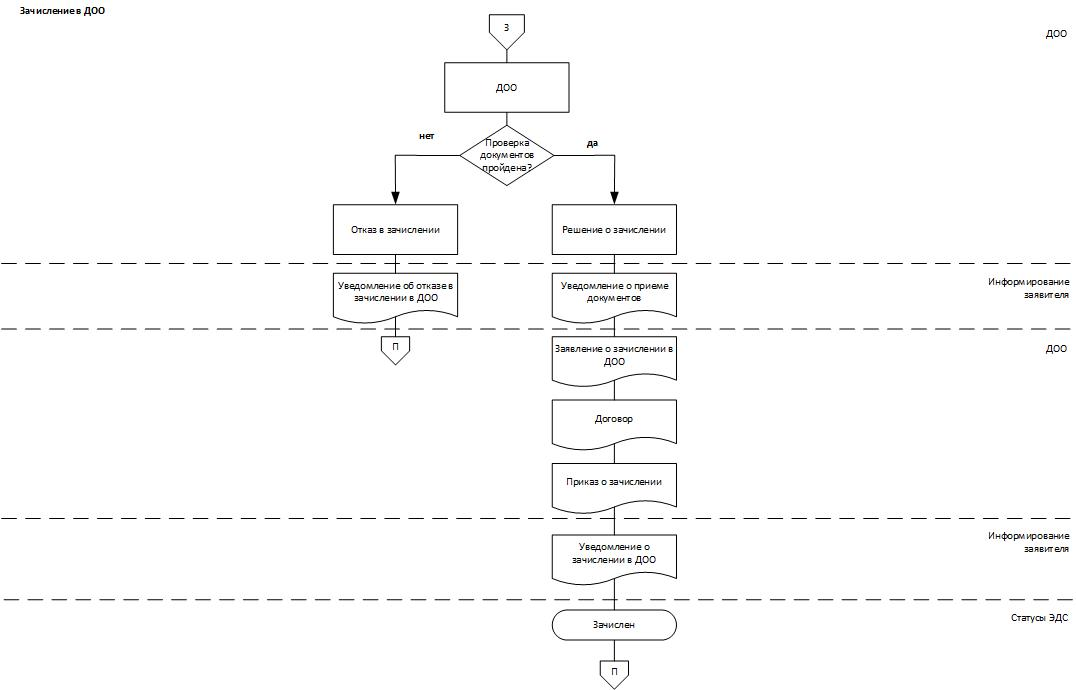 Зачисление в ДОО
З
ДОО
ДОО
нет
да
Проверка
документов
пройдена?
Отказ в зачислении
Решение о зачислении
Уведомление об отказе в
зачислении в ДОО
Уведомление о приеме
документов
Информирование
заявителя
П
Заявление о зачислении в
ДОО
ДОО
Договор
Приказ о зачислении
Уведомление о
зачислении в ДОО
Информирование
заявителя
Зачислен
Статусы ЭДС
П